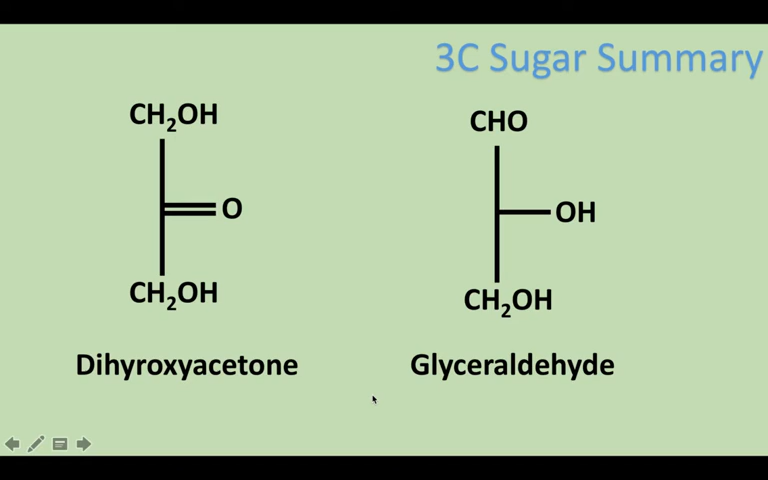 3C Sugar Summary
CH₂OH
O
CH₂OH
Dihyroxyacetone
CHO
OH
CH₂OH
Glyceraldehyde